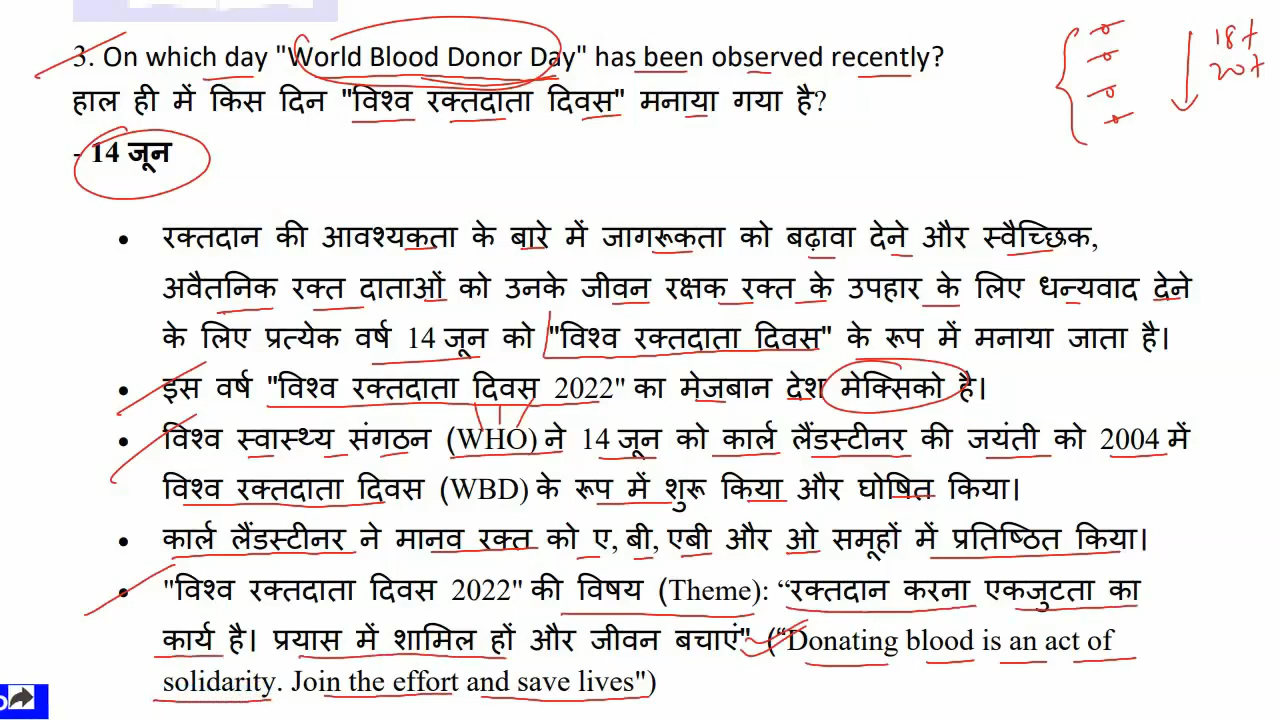 3. On which day "World Blood Donor Day" has been observed recently?
हाल ही में किस दिन "विश्व रक्तदाता दिवस" मनाया गया है?
- 14 जून
18+
20+
• रक्तदान की आवश्यकता के बारे में जागरूकता को बढ़ावा देने और स्वैच्छिक,
अवैतनिक रक्त दाताओं को उनके जीवन रक्षक रक्त के उपहार के लिए धन्यवाद देने
के लिए प्रत्येक वर्ष 14 जून को "विश्व रक्तदाता दिवस" के रूप में मनाया जाता है।
• इस वर्ष "विश्व रक्तदाता दिवस 2022" का मेजबान देश मेक्सिको है।
• विश्व स्वास्थ्य संगठन (WHO) ने 14 जून को कार्ल लैंडस्टीनर की जयंती को 2004 में
विश्व रक्तदाता दिवस (WBD) के रूप में शुरू किया और घोषित किया।
• कार्ल लैंडस्टीनर ने मानव रक्त को ए, बी, एबी और ओ समूहों में प्रतिष्ठित किया।
• "विश्व रक्तदाता दिवस 2022" की विषय (Theme): “रक्तदान करना एकजुटता का
कार्य है। प्रयास में शामिल हों और जीवन बचाएं" (“Donating blood is an act of
solidarity. Join the effort and save lives")